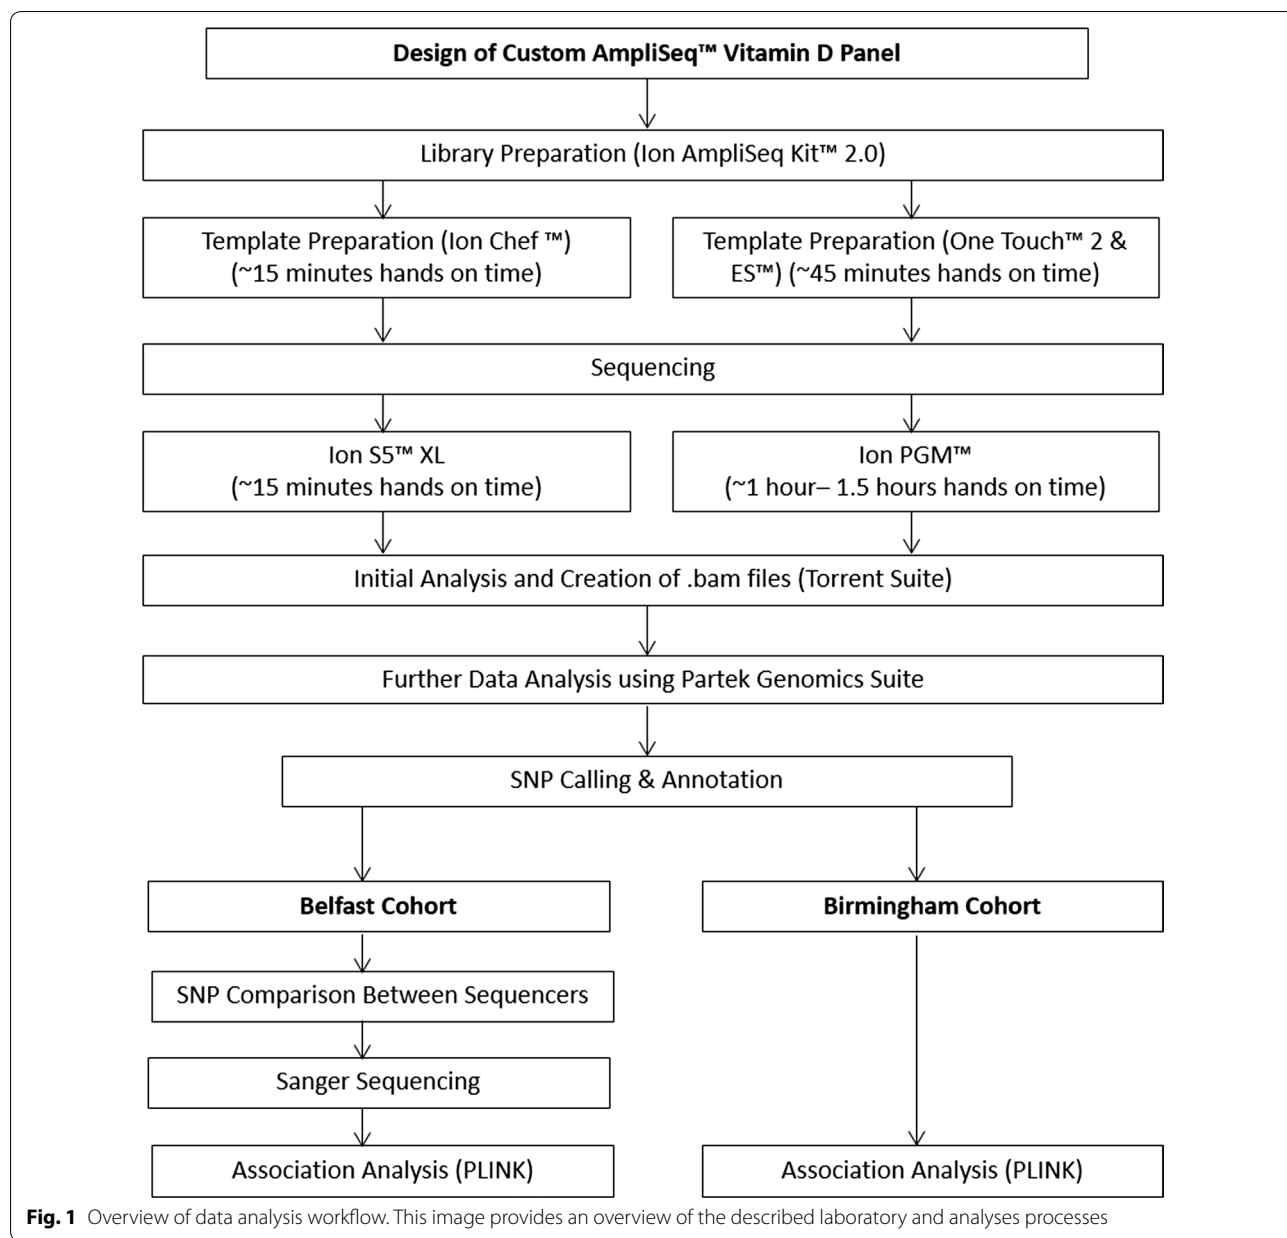 Design of Custom AmpliSeq™ Vitamin D Panel
Library Preparation (Ion AmpliSeq Kit™ 2.0)
Template Preparation (Ion Chef ™)
(~15 minutes hands on time)
Template Preparation (One Touch™ 2 &
ES™) (~45 minutes hands on time)
Sequencing
Ion S5™ XL
(~15 minutes hands on time)
Ion PGM™
(~1 hour– 1.5 hours hands on time)
Initial Analysis and Creation of .bam files (Torrent Suite)
Further Data Analysis using Partek Genomics Suite
SNP Calling & Annotation
Belfast Cohort
Birmingham Cohort
SNP Comparison Between Sequencers
Sanger Sequencing
Association Analysis (PLINK)
Association Analysis (PLINK)
Fig. 1 Overview of data analysis workflow. This image provides an overview of the described laboratory and analyses processes